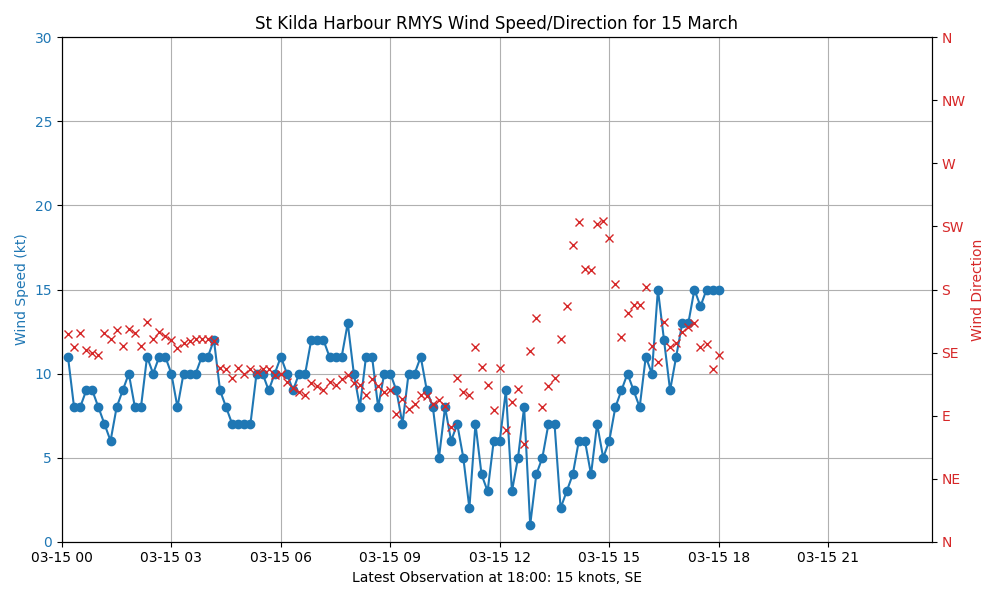 St Kilda Harbour RMYS Wind Speed/Direction for 15 March
Wind Speed (kt)
30
25
20
15
10
5
0
N
NW
W
SW
S
SE
E
NE
N
Wind Direction
03-15 00
03-15 03
03-15 06
03-15 09
03-15 12
03-15 15
03-15 18
03-15 21
Latest Observation at 18:00: 15 knots, SE